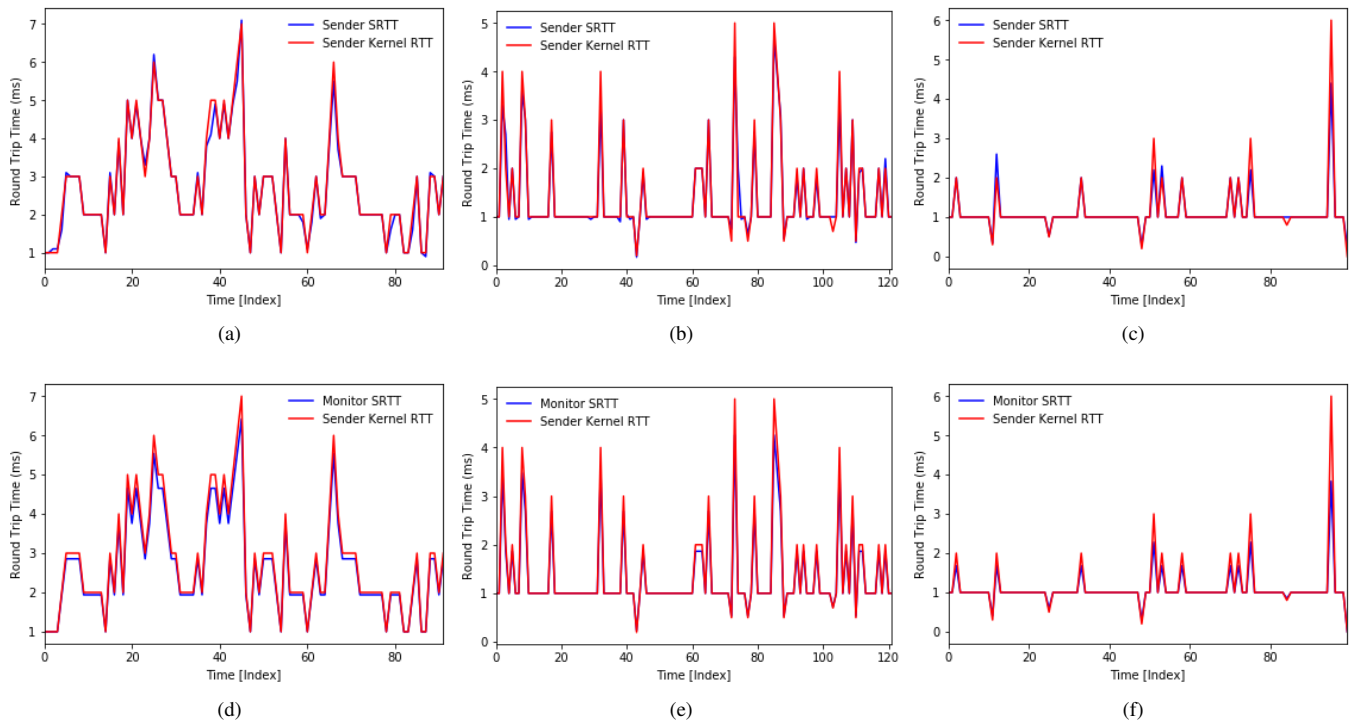 Sender SRTT
Sender Kernel RTT
Round Trip Time (ms)
7
6
5
4
3
2
1
0 20 40 60 80
Time [Index]
(a)
Sender SRTT
Sender Kernel RTT
Round Trip Time (ms)
5
4
3
2
1
0
0 20 40 60 80 100 120
Time [Index]
(b)
Sender SRTT
Sender Kernel RTT
Round Trip Time (ms)
6
5
4
3
2
1
0
0 20 40 60 80
Time [Index]
(c)
Monitor SRTT
Sender Kernel RTT
Round Trip Time (ms)
7
6
5
4
3
2
1
0 20 40 60 80
Time [Index]
(d)
Monitor SRTT
Sender Kernel RTT
Round Trip Time (ms)
5
4
3
2
1
0
0 20 40 60 80 100 120
Time [Index]
(e)
Monitor SRTT
Sender Kernel RTT
Round Trip Time (ms)
6
5
4
3
2
1
0
0 20 40 60 80
Time [Index]
(f)